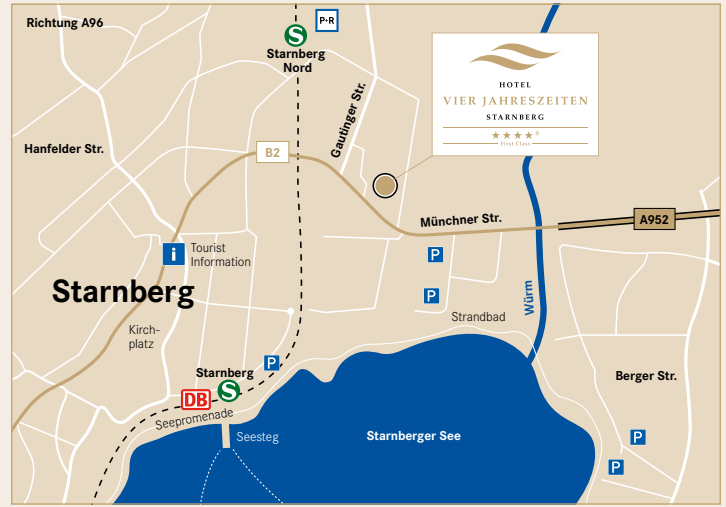 Richtung A96
P+R
S
Starnberg
Nord
Gautinger Str.
HOTEL
VIER JAHRESZEITEN
STARNBERG
★★★★S
First Class
Hanfelder Str.
B2
Münchner Str.
A952
i
Tourist
Information
P
P
Würm
Starnberg
Strandbad
Kirch-
platz
P
Starnberg
S
DB
Seepromenade
Seesteg
Starnberger See
Berger Str.
P
P